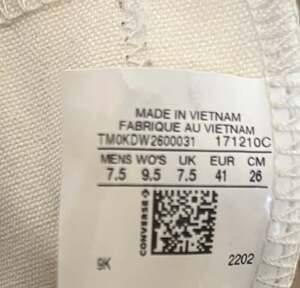 MADE IN VIETNAM
FABRIQUE AU VIETNAM
TM0KDW2600031 171210C
MENS WO'S UK EUR CM
7.5 9.5 7.5 41 26
CONVERSE
9K 2202